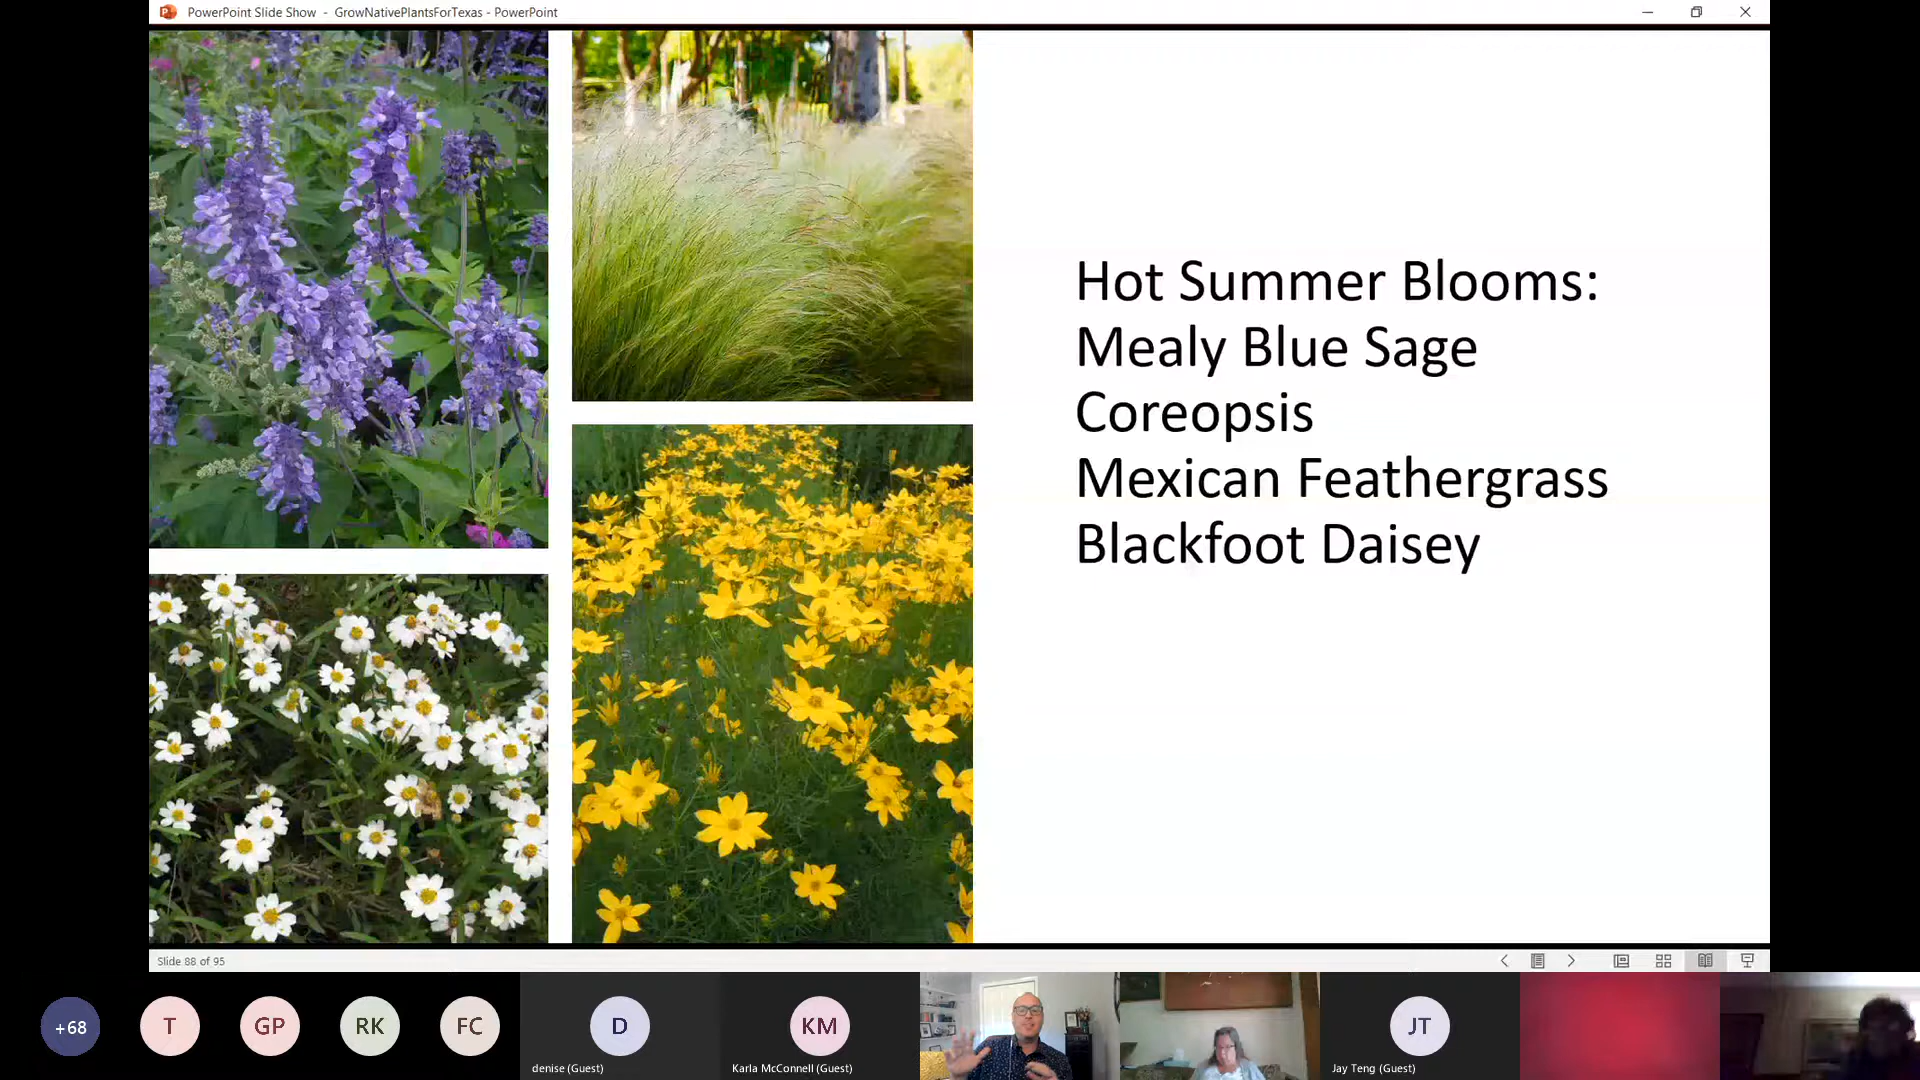 PowerPoint Slide Show - GrowNativePlantsForTexas - PowerPoint
Hot Summer Blooms:
Mealy Blue Sage
Coreopsis
Mexican Feathergrass
Blackfoot Daisey
Slide 88 of 95
+68
T
GP
RK
FC
D
denise (Guest)
KM
Karla McConnell (Guest)
JT
Jay Teng (Guest)